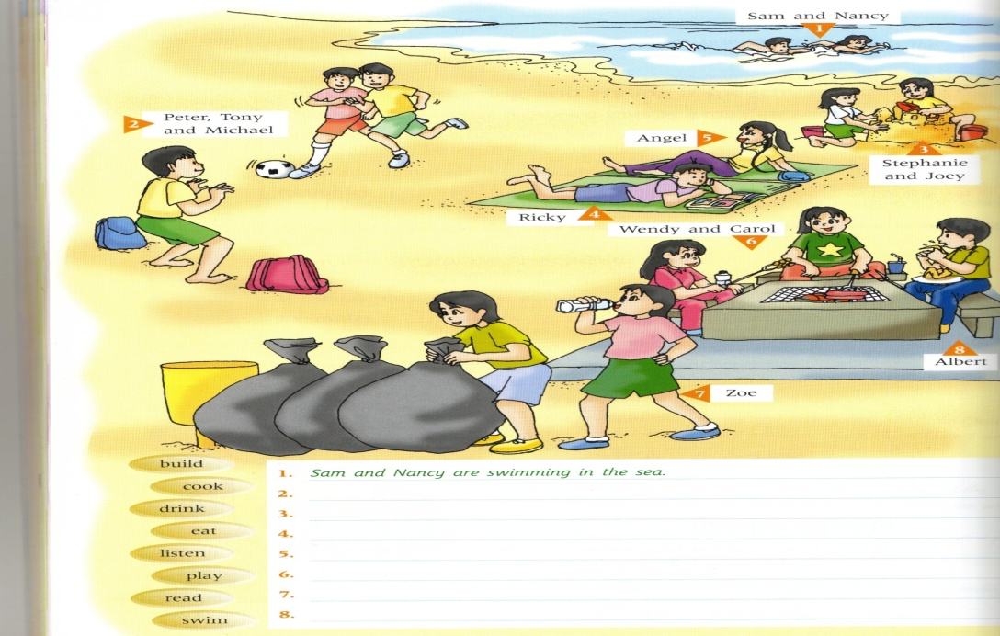 Sam and Nancy
1
2
Peter, Tony
and Michael
Angel 5
3
Stephanie
and Joey
Ricky 4
Wendy and Carol
6
8
Albert
7 Zoe
build
cook
drink
eat
listen
play
read
swim
1. Sam and Nancy are swimming in the sea.
2.
3.
4.
5.
6.
7.
8.